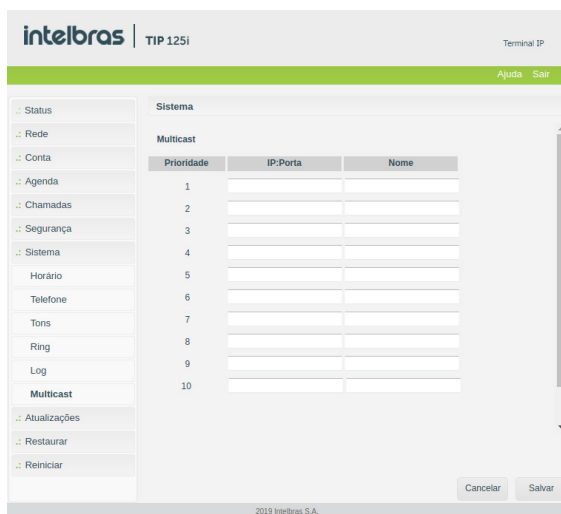 intelbras | TIP 125i
Terminal IP
Ajuda Sair
.: Status
.: Rede
.: Conta
.: Agenda
.: Chamadas
.: Segurança
.: Sistema
Horário
Telefone
Tons
Ring
Log
Multicast
.: Atualizações
.: Restaurar
.: Reiniciar
Sistema
Multicast
Prioridade IP:Porta Nome
1
2
3
4
5
6
7
8
9
10
Cancelar Salvar
2019 Intelbras S.A.